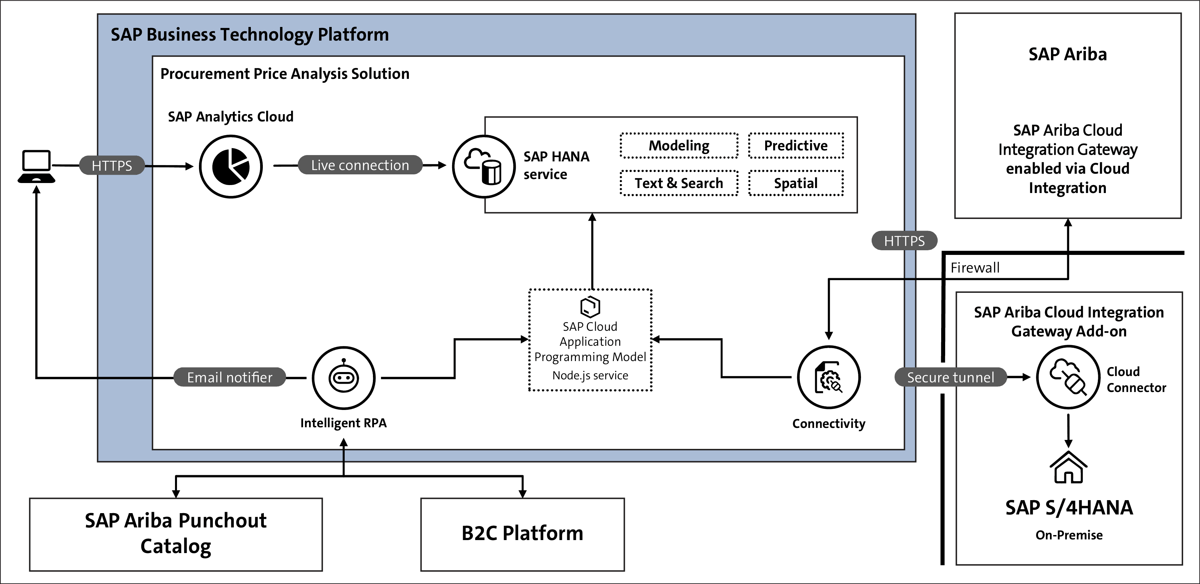 SAP Business Technology Platform
Procurement Price Analysis Solution
SAP Analytics Cloud
HTTPS
Live connection
SAP HANA
service
Modeling
Predictive
Text & Search
Spatial
SAP Ariba
SAP Ariba Cloud
Integration Gateway
enabled via Cloud
Integration
HTTPS
Firewall
SAP Cloud
Application
Programming Model
Node.js service
Email notifier
Intelligent RPA
Connectivity
Secure tunnel
SAP Ariba Cloud Integration
Gateway Add-on
Cloud
Connector
SAP S/4HANA
On-Premise
SAP Ariba Punchout
Catalog
B2C Platform